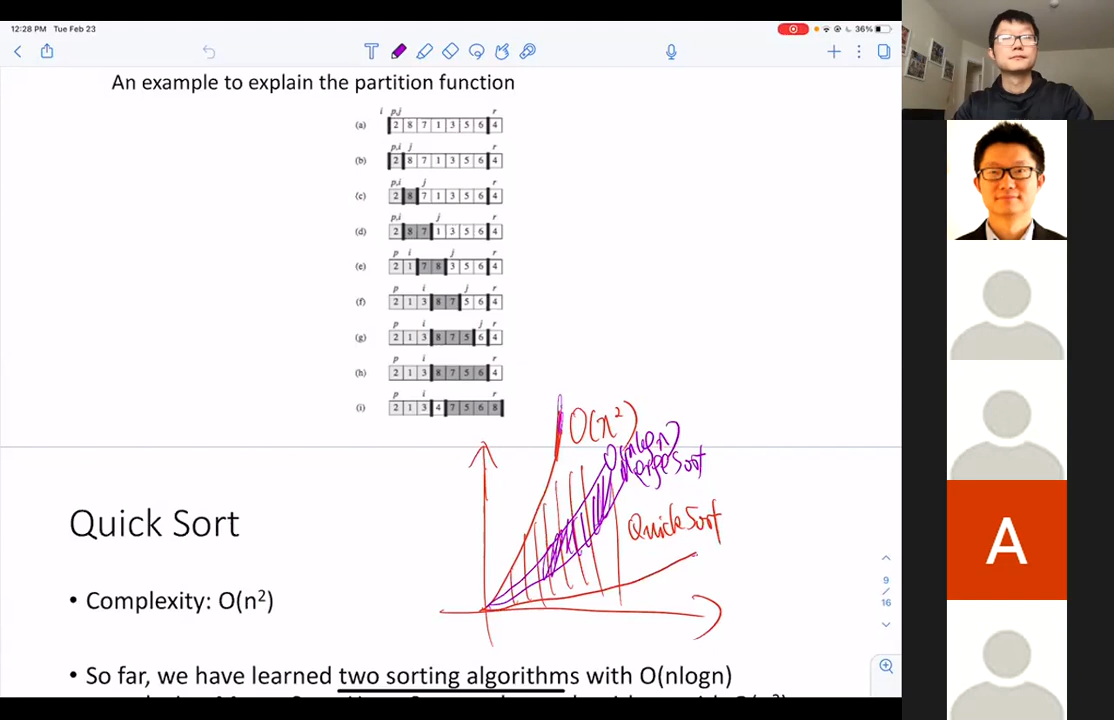 12:28 PM Tue Feb 23
36%
An example to explain the partition function
i p,j r
(a) 2 8 7 1 3 5 6 4
p,i j r
(b) 2 8 7 1 3 5 6 4
p,i j r
(c) 2 8 7 1 3 5 6 4
p,i j r
(d) 2 8 7 1 3 5 6 4
p i j r
(e) 2 1 7 8 3 5 6 4
p i j r
(f) 2 1 3 8 7 5 6 4
p i j r
(g) 2 1 3 8 7 5 6 4
p i r
(h) 2 1 3 8 7 5 6 4
p i r
(i) 2 1 3 4 7 5 6 8
O(n²)
O(nlogn)
MergeSort
QuickSort
Quick Sort
• Complexity: O(n²)
• So far, we have learned two sorting algorithms with O(nlogn)
9
/
16
A